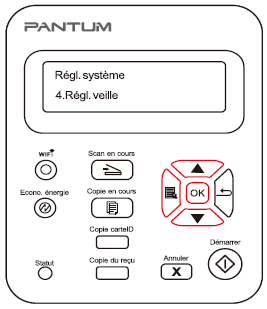 PANTUM
Régl. système
4.Régl. veille
WiFi
Scan en cours
Econo. énergie
Copie en cours
OK
Copie carteID
Démarrer
Statut
Copie du reçu
Annuler
X